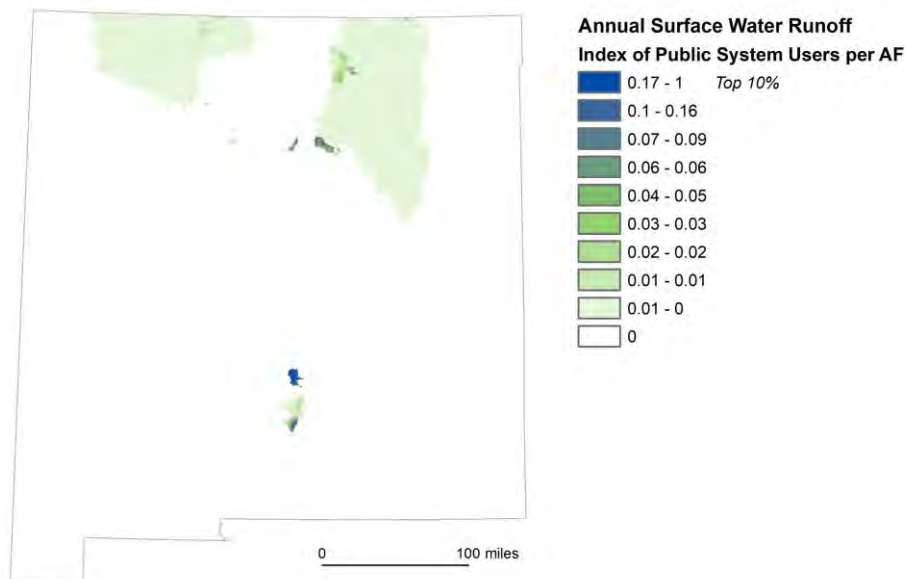 Annual Surface Water Runoff
Index of Public System Users per AF
0.17 - 1 Top 10%
0.1 - 0.16
0.07 - 0.09
0.06 - 0.06
0.04 - 0.05
0.03 - 0.03
0.02 - 0.02
0.01 - 0.01
0.01 - 0
0
0 100 miles